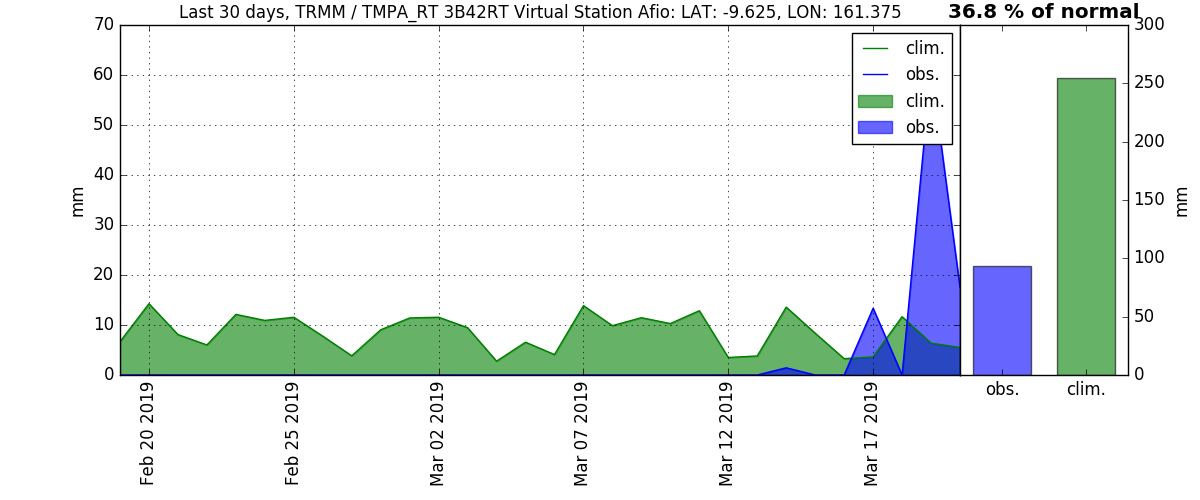 Last 30 days, TRMM / TMPA_RT 3B42RT Virtual Station Afio: LAT: -9.625, LON: 161.375
36.8 % of normal
70
60
50
40
30
20
10
0
mm
clim.
obs.
clim.
obs.
Feb 20 2019
Feb 25 2019
Mar 02 2019
Mar 07 2019
Mar 12 2019
Mar 17 2019
300
250
200
150
100
50
0
mm
obs.
clim.